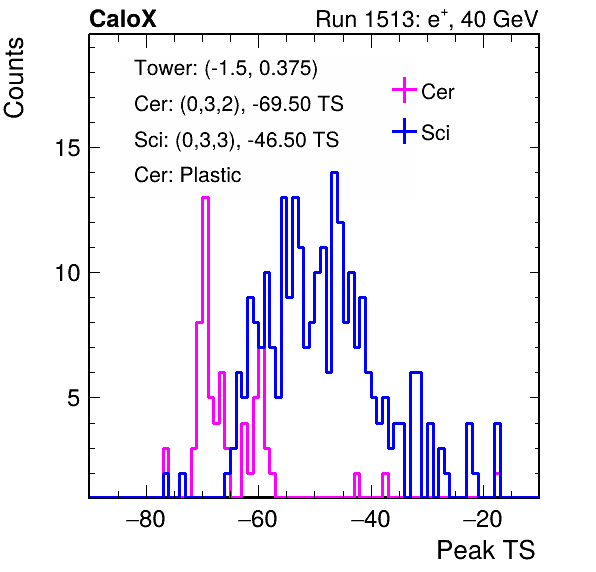 CaloX Run 1513: e⁺, 40 GeV
Counts
Tower: (-1.5, 0.375)
Cer: (0,3,2), -69.50 TS
Sci: (0,3,3), -46.50 TS
Cer: Plastic
Cer
Sci
15
10
5
−80 −60 −40 −20
Peak TS